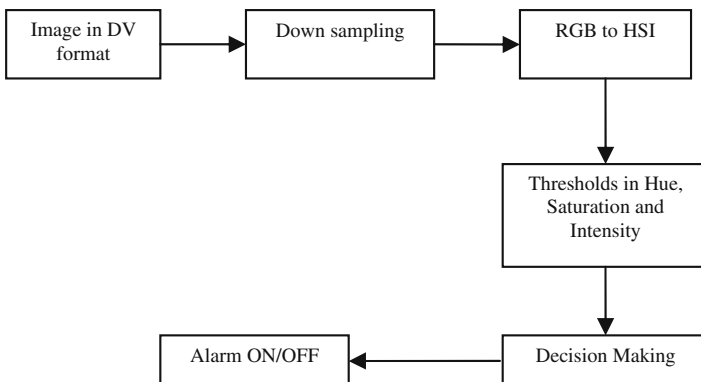 Image in DV
format
Down sampling
RGB to HSI
Thresholds in Hue,
Saturation and
Intensity
Decision Making
Alarm ON/OFF